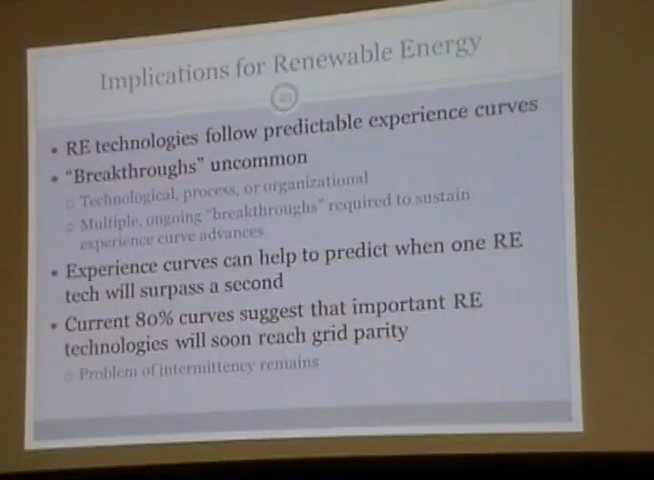 Implications for Renewable Energy
• RE technologies follow predictable experience curves
• “Breakthroughs” uncommon
○ Technological, process, or organizational
○ Multiple, ongoing “breakthroughs” required to sustain
experience curve advances
• Experience curves can help to predict when one RE
tech will surpass a second
• Current 80% curves suggest that important RE
technologies will soon reach grid parity
○ Problem of intermittency remains